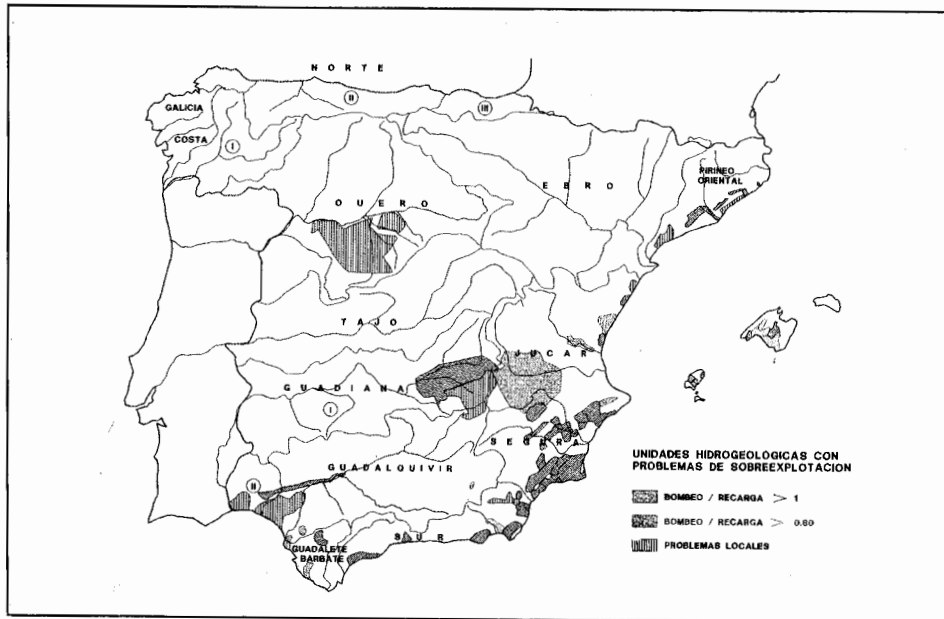 NORTE
II
III
GALICIA
COSTA
I
PIRINEO
ORIENTAL
EBRO
DUERO
TAJO
JUCAR
GUADIANA
I
SEGURA
GUADALQUIVIR
II
SUR
GUADALETE
BARBATE
UNIDADES HIDROGEOLÓGICAS CON
PROBLEMAS DE SOBREEXPLOTACION
BOMBEO / RECARGA > 1
BOMBEO / RECARGA > 0.80
PROBLEMAS LOCALES